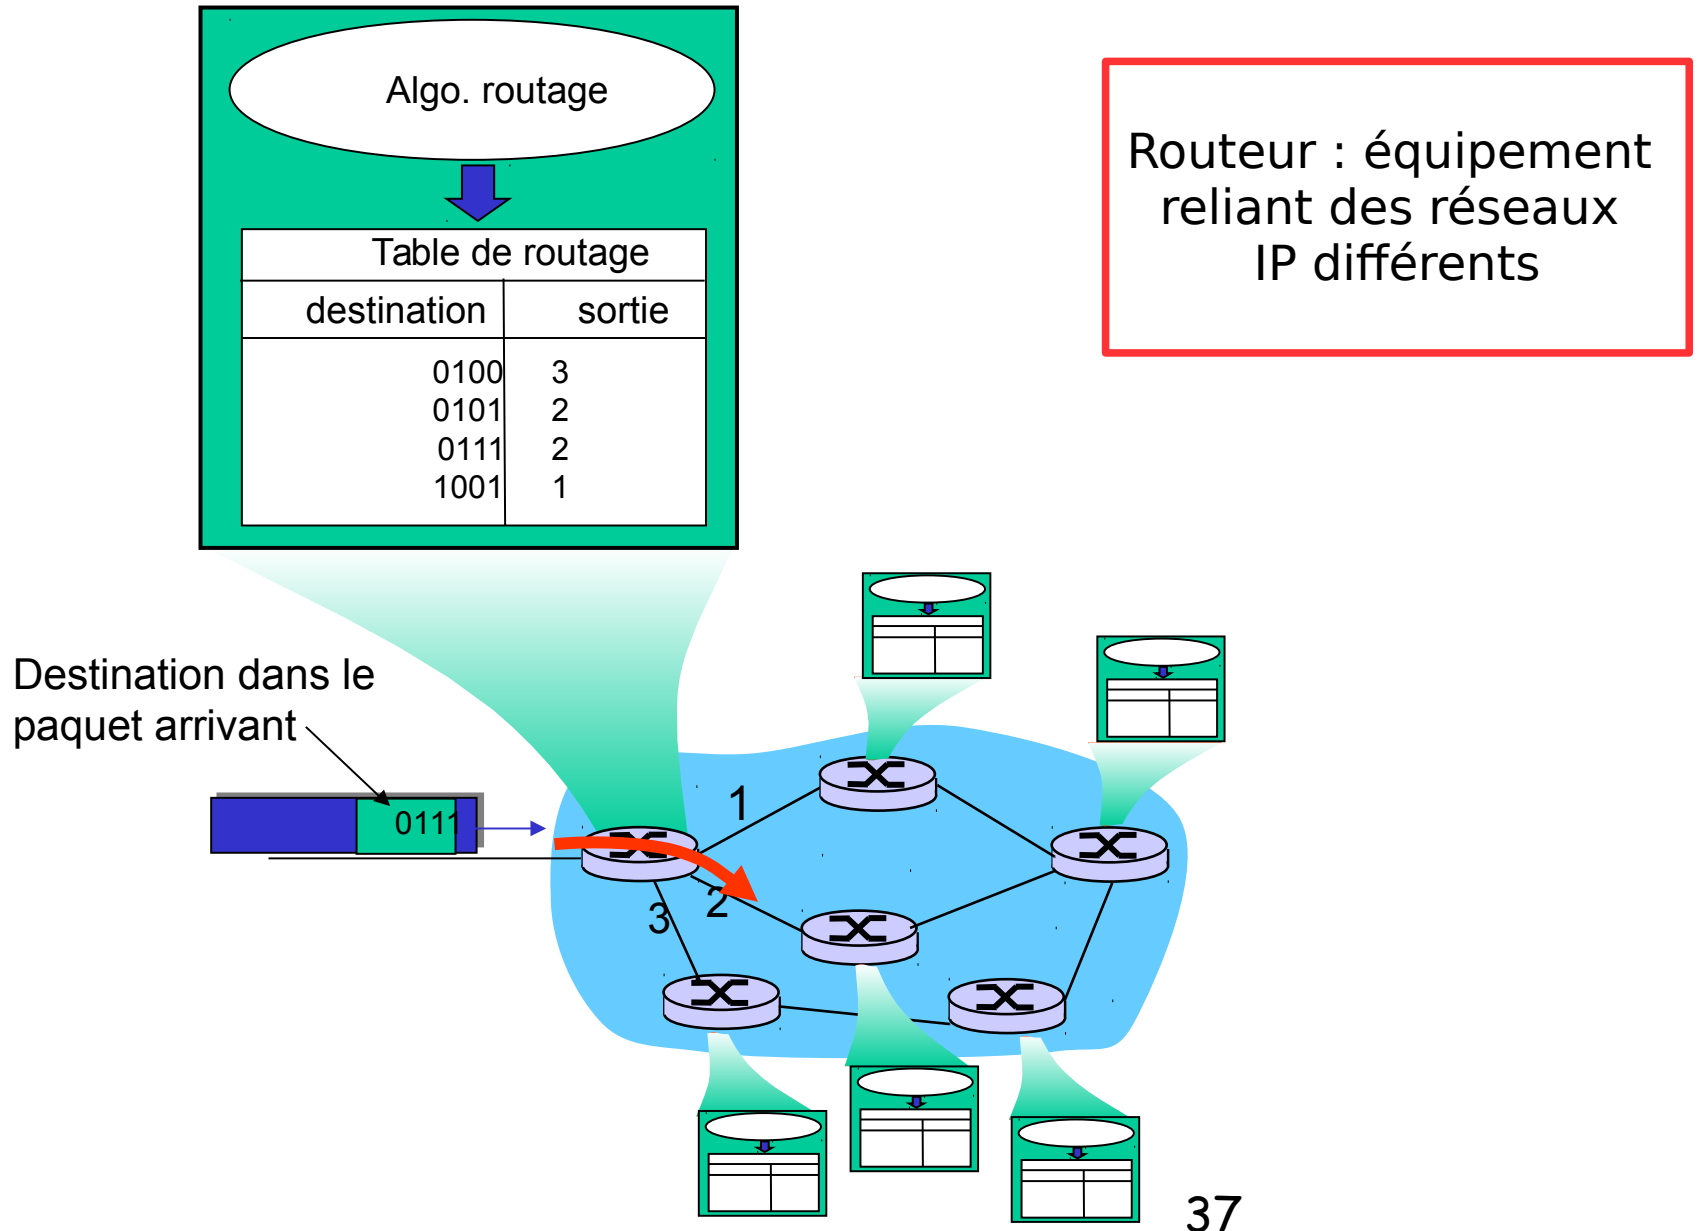 Algo. routage
Table de routage
destination sortie
0100 3
0101 2
0111 2
1001 1
Routeur : équipement
reliant des réseaux
IP différents
Destination dans le
paquet arrivant
0111
1
2
3
37